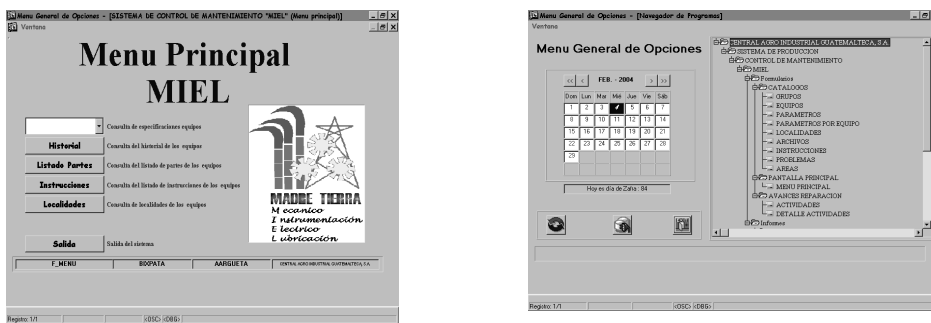 Menu General de Opciones - [SISTEMA DE CONTROL DE MANTENIMIENTO "MIEL" (Menu principal)]
Ventana
Menu Principal
MIEL
Consulta de especificaciones equipos
Historial Consulta del historial de los equipos
Listado Partes Consulta del listado de partes de los equipos
Instrucciones Consulta del listado de instrucciones de los equipos
Localidades Consulta de localidades de los equipos
Salida Salida del sistema
MADRE TIERRA
M ecanico
I nstrumentación
E lectrico
L ubricación
F_MENU BIXPATA AARGUETA CENTRAL AGRO INDUSTRIAL GUATEMALTECA, S.A.
Registro: 1/1 <OSC> <DBG>
Menu General de Opciones - [Navegador de Programas]
Ventana
Menu General de Opciones
<< < FEB. - 2004 > >>
Dom Lun Mar Mié Jue Vie Sáb
1 2 3 4 5 6 7
8 9 10 11 12 13 14
15 16 17 18 19 20 21
22 23 24 25 26 27 28
29
Hoy es día de Zafra : 84
CENTRAL AGRO INDUSTRIAL GUATEMALTECA, S.A.
SISTEMA DE PRODUCCION
CONTROL DE MANTENIMIENTO
MIEL
Formularios
CATALOGOS
GRUPOS
EQUIPOS
PARAMETROS
PARAMETROS POR EQUIPO
LOCALIDADES
ARCHIVOS
INSTRUCCIONES
PROBLEMAS
AREAS
PANTALLA PRINCIPAL
MENU PRINCIPAL
AVANCES REPARACION
ACTIVIDADES
DETALLE ACTIVIDADES
Informes
Registro: 1/1 <OSC> <DBG>